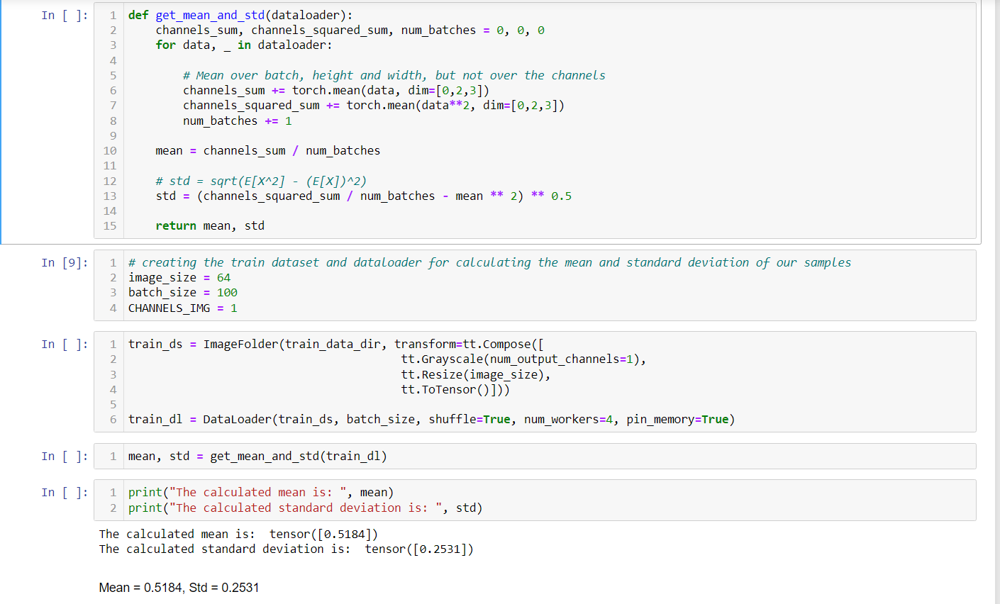 In [ ]:
1 def get_mean_and_std(dataloader):
2     channels_sum, channels_squared_sum, num_batches = 0, 0, 0
3     for data, _ in dataloader:
4
5         # Mean over batch, height and width, but not over the channels
6         channels_sum += torch.mean(data, dim=[0,2,3])
7         channels_squared_sum += torch.mean(data**2, dim=[0,2,3])
8         num_batches += 1
9
10     mean = channels_sum / num_batches
11
12     # std = sqrt(E[X^2] - (E[X])^2)
13     std = (channels_squared_sum / num_batches - mean ** 2) ** 0.5
14
15     return mean, std
In [9]:
1 # creating the train dataset and dataloader for calculating the mean and standard deviation of our samples
2 image_size = 64
3 batch_size = 100
4 CHANNELS_IMG = 1
In [ ]:
1 train_ds = ImageFolder(train_data_dir, transform=tt.Compose([
2                                         tt.Grayscale(num_output_channels=1),
3                                         tt.Resize(image_size),
4                                         tt.ToTensor()]))
5
6 train_dl = DataLoader(train_ds, batch_size, shuffle=True, num_workers=4, pin_memory=True)
In [ ]:
1 mean, std = get_mean_and_std(train_dl)
In [ ]:
1 print("The calculated mean is: ", mean)
2 print("The calculated standard deviation is: ", std)
The calculated mean is:  tensor([0.5184])
The calculated standard deviation is:  tensor([0.2531])
Mean = 0.5184, Std = 0.2531